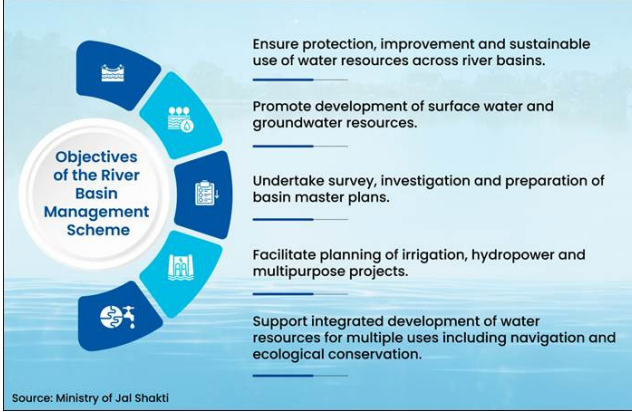 Objectives
of the River
Basin
Management
Scheme
Ensure protection, improvement and sustainable
use of water resources across river basins.
Promote development of surface water and
groundwater resources.
Undertake survey, investigation and preparation of
basin master plans.
Facilitate planning of irrigation, hydropower and
multipurpose projects.
Support integrated development of water
resources for multiple uses including navigation and
ecological conservation.
Source: Ministry of Jal Shakti